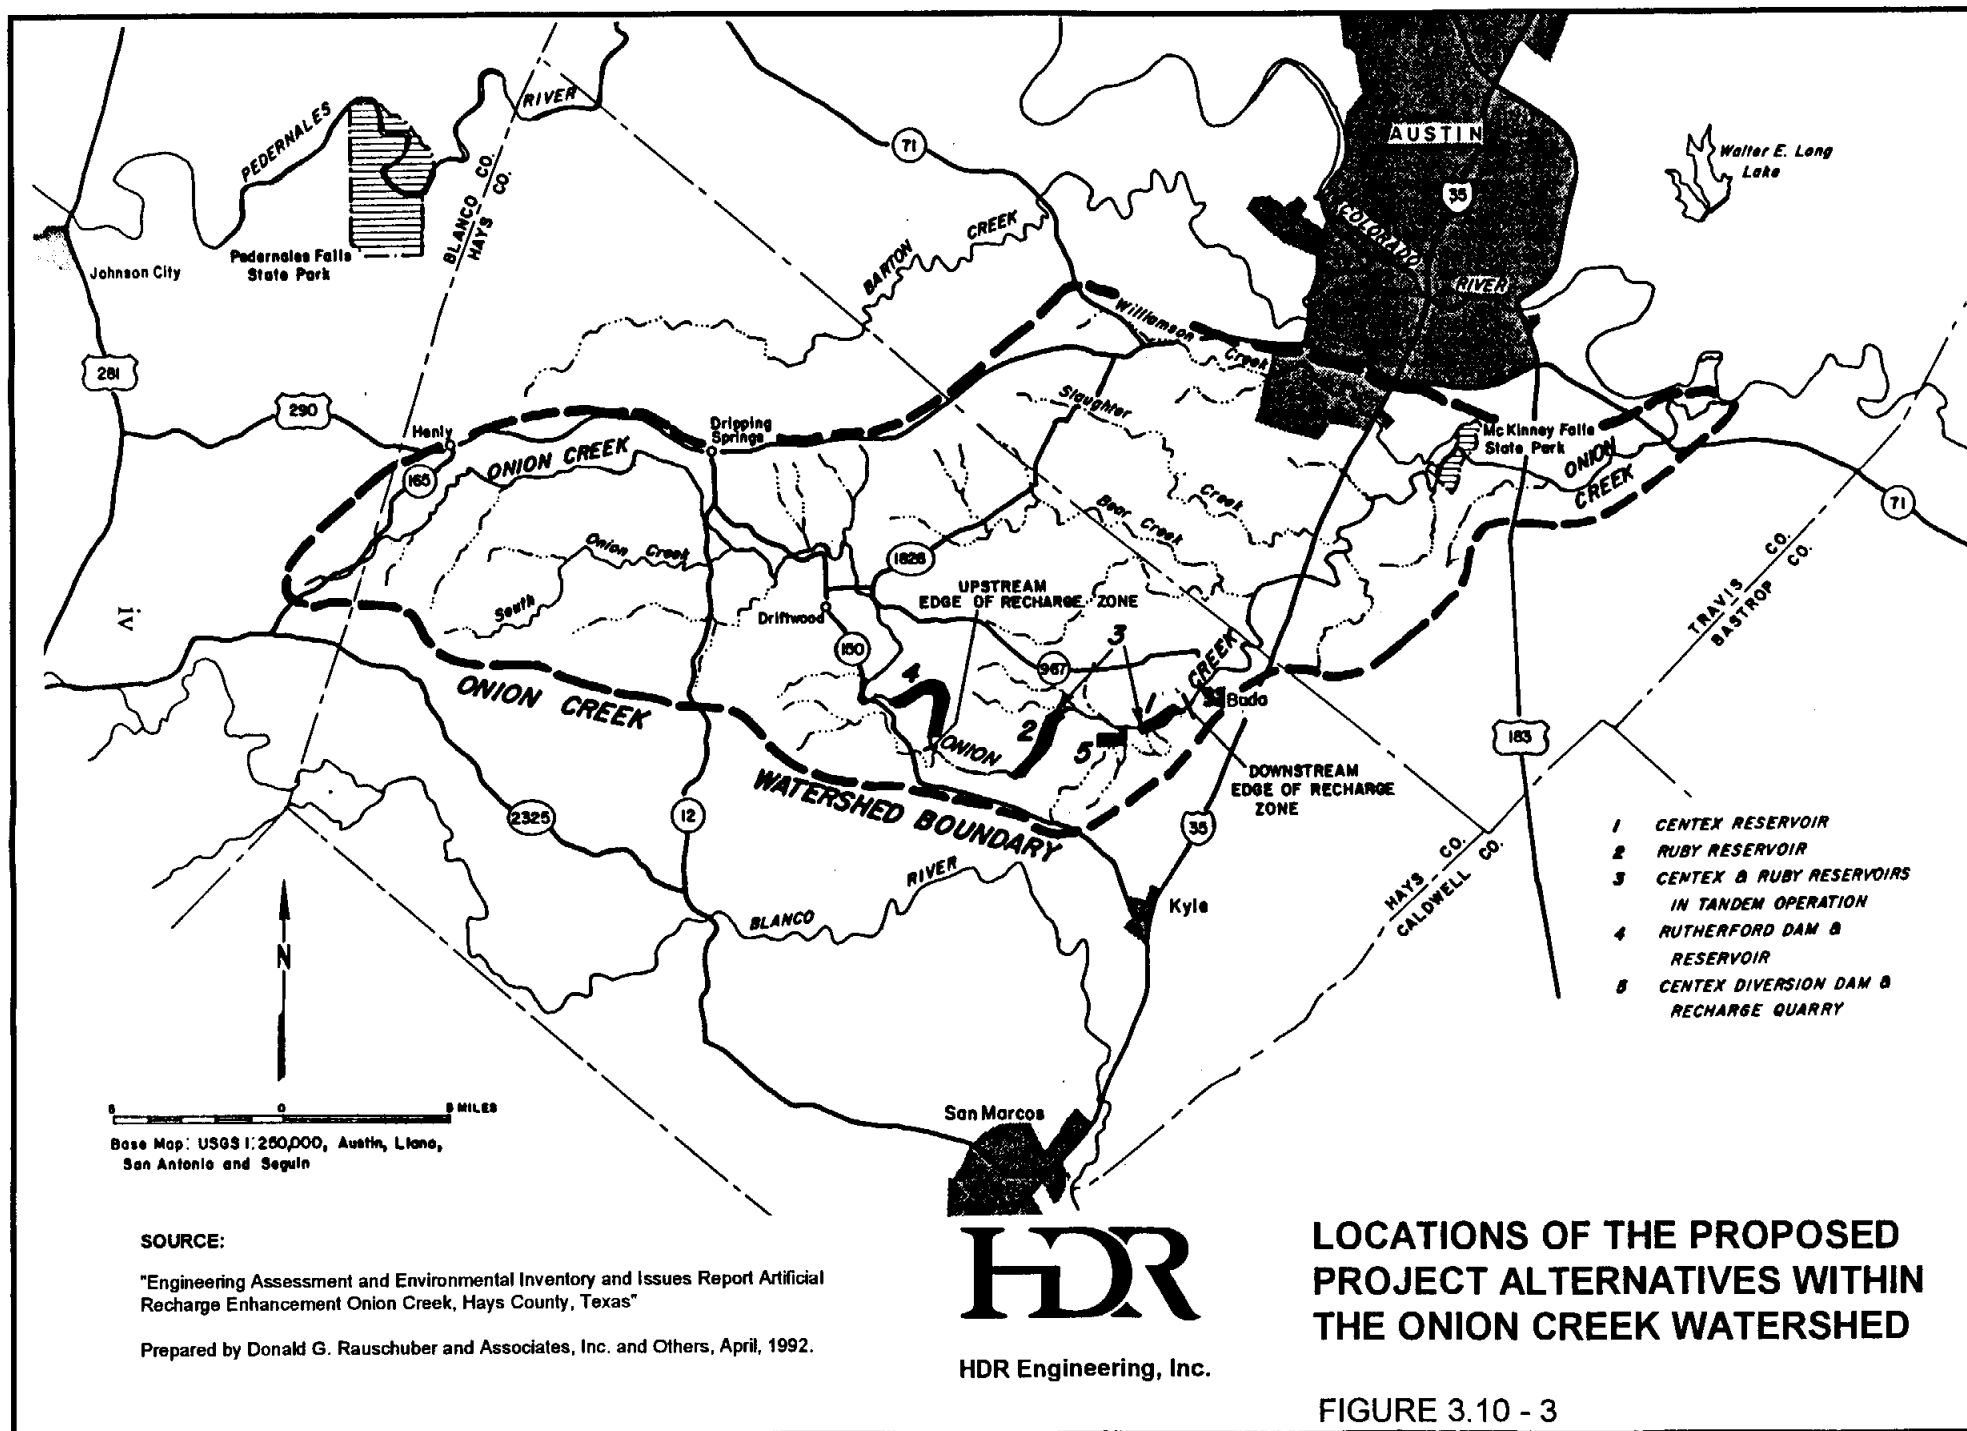 PEDERNALES
RIVER
71
AUSTIN
35
Walter E. Long
Lake
COLORADO
RIVER
BLANCO CO.
HAYS CO.
Pedernales Falls
State Park
Johnson City
BARTON
CREEK
281
290
Henly
165
ONION CREEK
Dripping
Springs
Williamson
Creek
Slaughter
Creek
McKinney Falls
State Park
ONION
CREEK
71
Bear Creek
Onion Creek
South
1826
UPSTREAM
EDGE OF RECHARGE ZONE
Driftwood
150
967
3
4
2
5
1
CREEK
Buda
ONION
iv
ONION CREEK
WATERSHED BOUNDARY
DOWNSTREAM
EDGE OF RECHARGE
ZONE
TRAVIS CO.
BASTROP CO.
183
2325
12
35
BLANCO
RIVER
Kyle
HAYS CO.
CALDWELL CO.
1 CENTEX RESERVOIR
2 RUBY RESERVOIR
3 CENTEX & RUBY RESERVOIRS
IN TANDEM OPERATION
4 RUTHERFORD DAM &
RESERVOIR
5 CENTEX DIVERSION DAM &
RECHARGE QUARRY
N
5 0 5 MILES
Base Map: USGS 1:250,000, Austin, Llano,
San Antonio and Seguin
San Marcos
SOURCE:
"Engineering Assessment and Environmental Inventory and Issues Report Artificial
Recharge Enhancement Onion Creek, Hays County, Texas"
Prepared by Donald G. Rauschuber and Associates, Inc. and Others, April, 1992.
HDR
HDR Engineering, Inc.
LOCATIONS OF THE PROPOSED
PROJECT ALTERNATIVES WITHIN
THE ONION CREEK WATERSHED
FIGURE 3.10 - 3